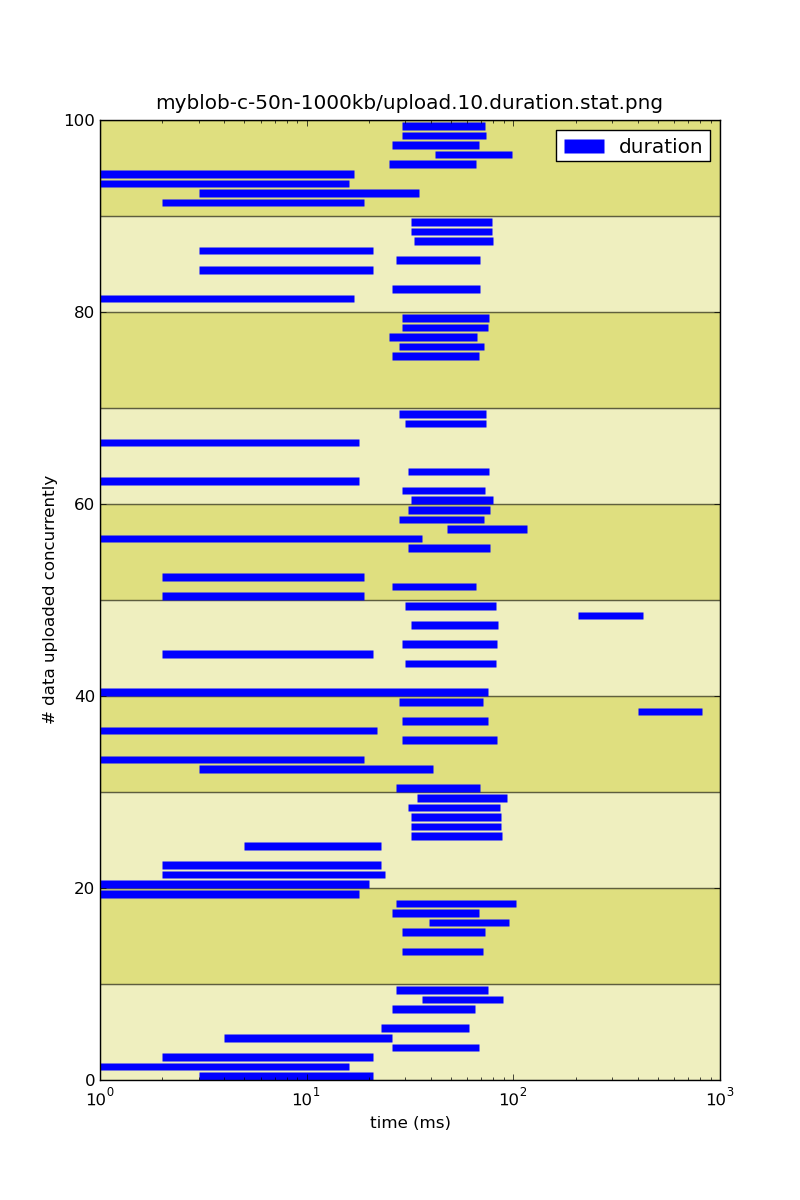 myblob-c-50n-1000kb/upload.10.duration.stat.png
duration
100
80
60
40
20
0
# data uploaded concurrently
10^0 10^1 10^2 10^3
time (ms)